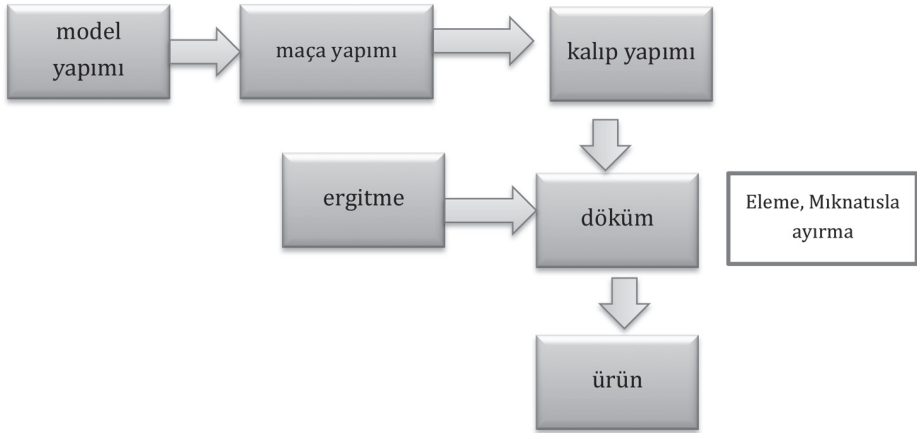 model
yapımı
maça yapımı
kalıp yapımı
ergitme
döküm
Eleme, Mıknatısla
ayırma
ürün